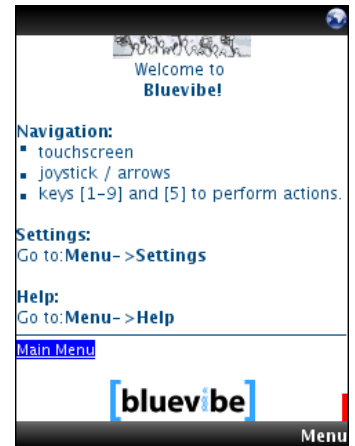 Welcome to
Bluevibe!
Navigation:
touchscreen
joystick / arrows
keys [1-9] and [5] to perform actions.
Settings:
Go to:Menu->Settings
Help:
Go to:Menu->Help
Main Menu
[bluevibe]
Menu